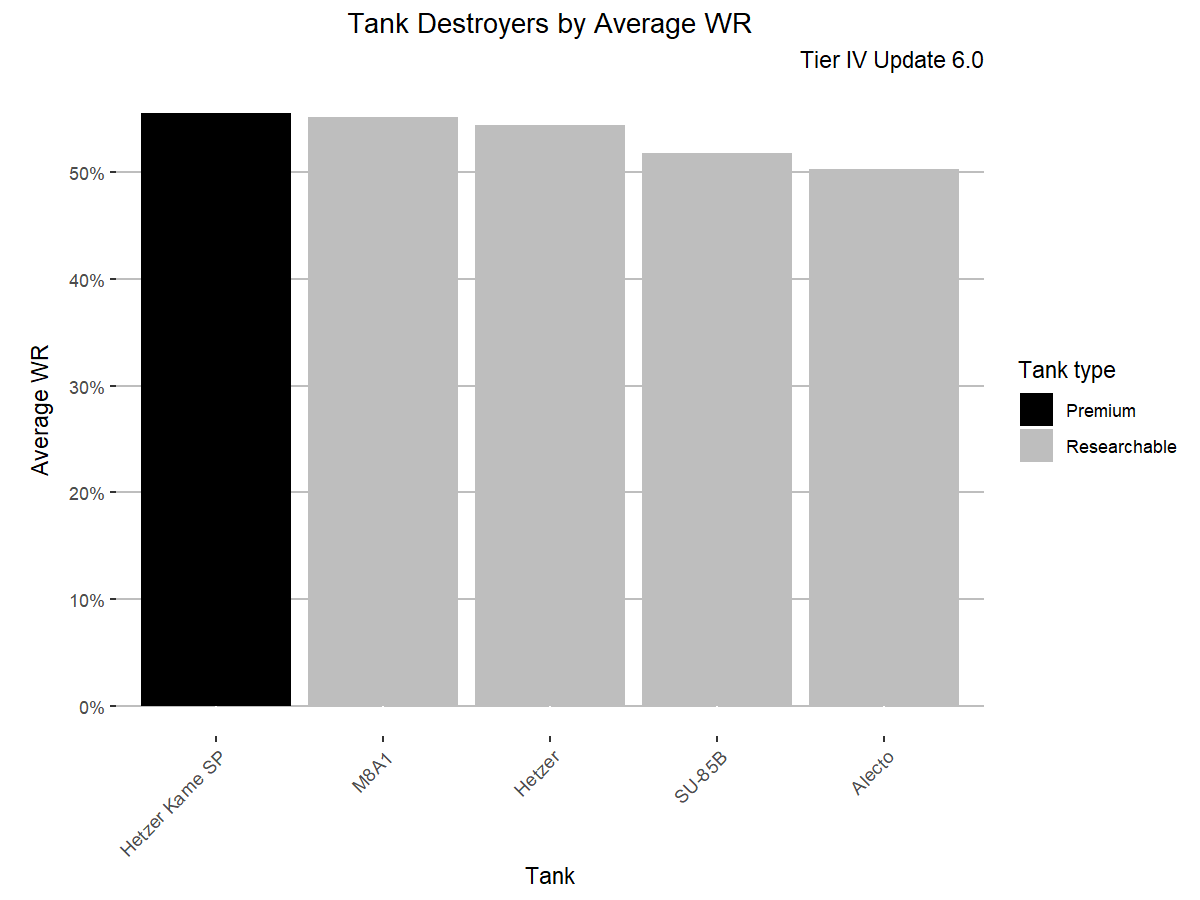 Tank Destroyers by Average WR
Tier IV Update 6.0
Average WR
50%
40%
30%
20%
10%
0%
Hetzer Kame SP
M8A1
Hetzer
SU-85B
Alecto
Tank
Tank type
Premium
Researchable